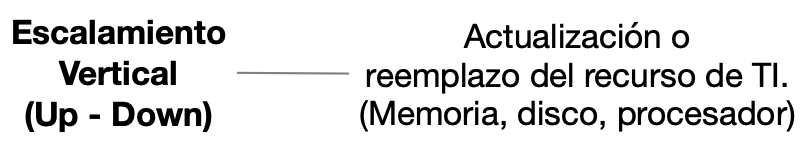 Escalamiento
Vertical
(Up - Down)
Actualización o
reemplazo del recurso de TI.
(Memoria, disco, procesador)